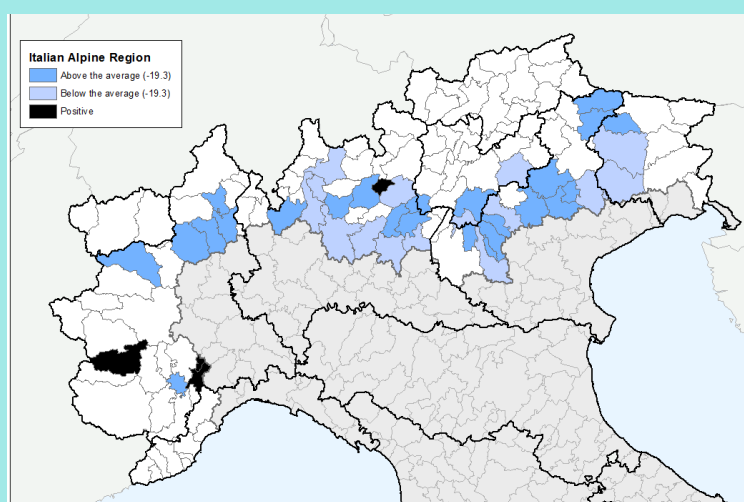 Italian Alpine Region
Above the average (-19.3)
Below the average (-19.3)
Positive